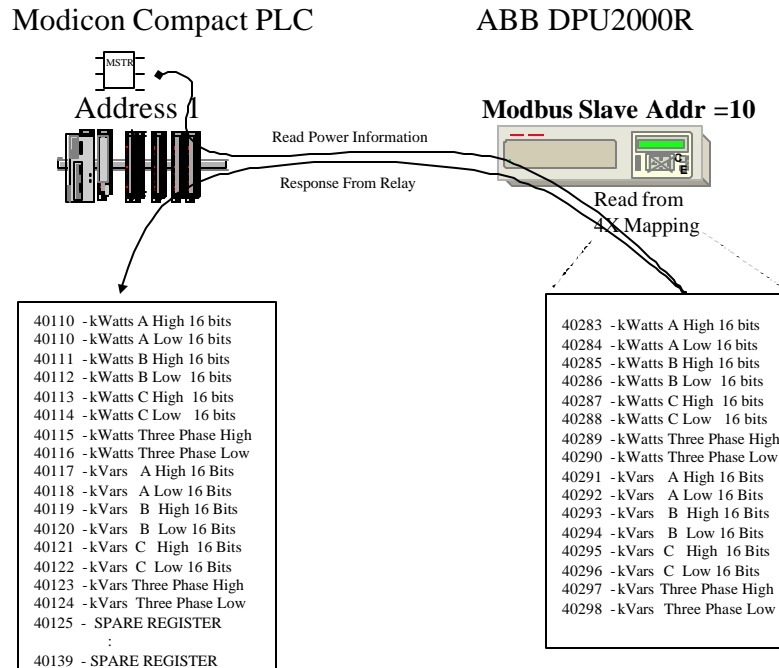 Modicon Compact PLC
ABB DPU2000R
MSTR
Address 1
Modbus Slave Addr =10
Read Power Information
Response From Relay
C
E
Read from
4X Mapping
40110 - kWatts A High 16 bits
40110 - kWatts A Low 16 bits
40111 - kWatts B High 16 bits
40112 - kWatts B Low 16 bits
40113 - kWatts C High 16 bits
40114 - kWatts C Low 16 bits
40115 - kWatts Three Phase High
40116 - kWatts Three Phase Low
40117 - kVars A High 16 Bits
40118 - kVars A Low 16 Bits
40119 - kVars B High 16 Bits
40120 - kVars B Low 16 Bits
40121 - kVars C High 16 Bits
40122 - kVars C Low 16 Bits
40123 - kVars Three Phase High
40124 - kVars Three Phase Low
40125 - SPARE REGISTER
:
40139 - SPARE REGISTER
40283 - kWatts A High 16 bits
40284 - kWatts A Low 16 bits
40285 - kWatts B High 16 bits
40286 - kWatts B Low 16 bits
40287 - kWatts C High 16 bits
40288 - kWatts C Low 16 bits
40289 - kWatts Three Phase High
40290 - kWatts Three Phase Low
40291 - kVars A High 16 Bits
40292 - kVars A Low 16 Bits
40293 - kVars B High 16 Bits
40294 - kVars B Low 16 Bits
40295 - kVars C High 16 Bits
40296 - kVars C Low 16 Bits
40297 - kVars Three Phase High
40298 - kVars Three Phase Low